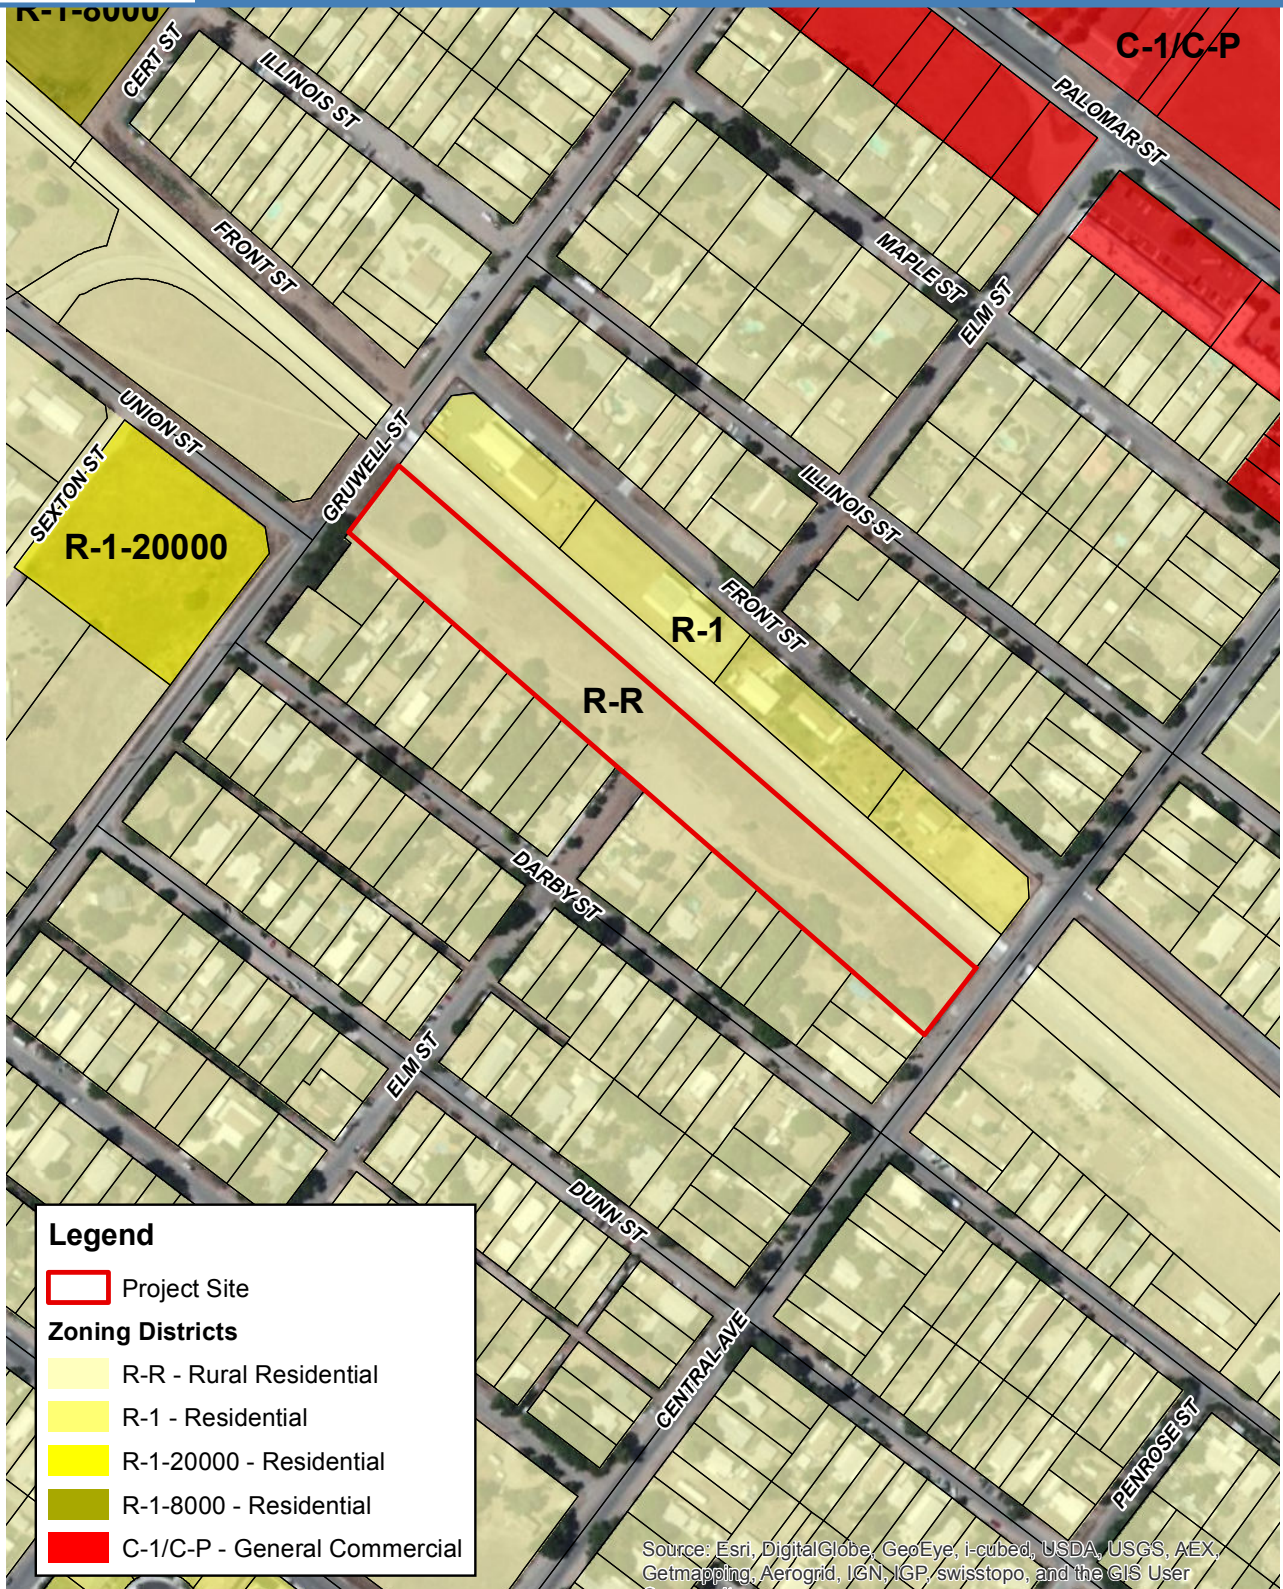 R-1-8000
C-1/C-P
CERT ST
ILLINOIS ST
PALOMAR ST
FRONT ST
MAPLE ST
ELM ST
UNION ST
GRUWELL ST
SEXTON ST
R-1-20000
ILLINOIS ST
FRONT ST
R-1
R-R
DARBY ST
ELM ST
DUNN ST
CENTRAL AVE
PENROSE ST
Legend
Project Site
Zoning Districts
R-R - Rural Residential
R-1 - Residential
R-1-20000 - Residential
R-1-8000 - Residential
C-1/C-P - General Commercial
Source: Esri, DigitalGlobe, GeoEye, i-cubed, USDA, USGS, AEX,
Getmapping, Aerogrid, IGN, IGP, swisstopo, and the GIS User